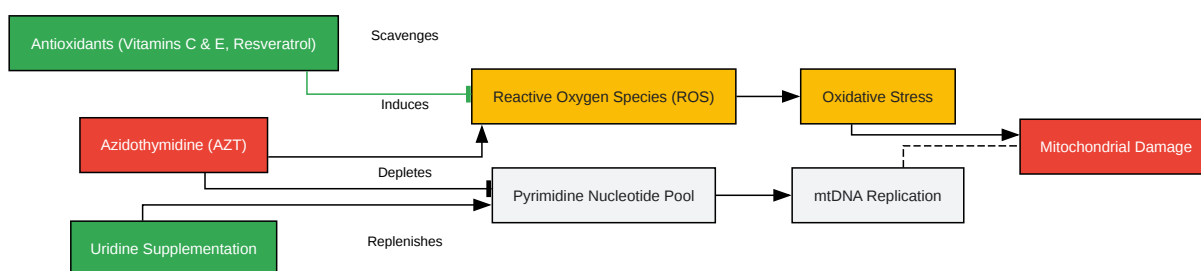 Antioxidants (Vitamins C & E, Resveratrol)
Scavenges
Reactive Oxygen Species (ROS)
Oxidative Stress
Induces
Azidothymidine (AZT)
Mitochondrial Damage
Depletes
Pyrimidine Nucleotide Pool
mtDNA Replication
Uridine Supplementation
Replenishes